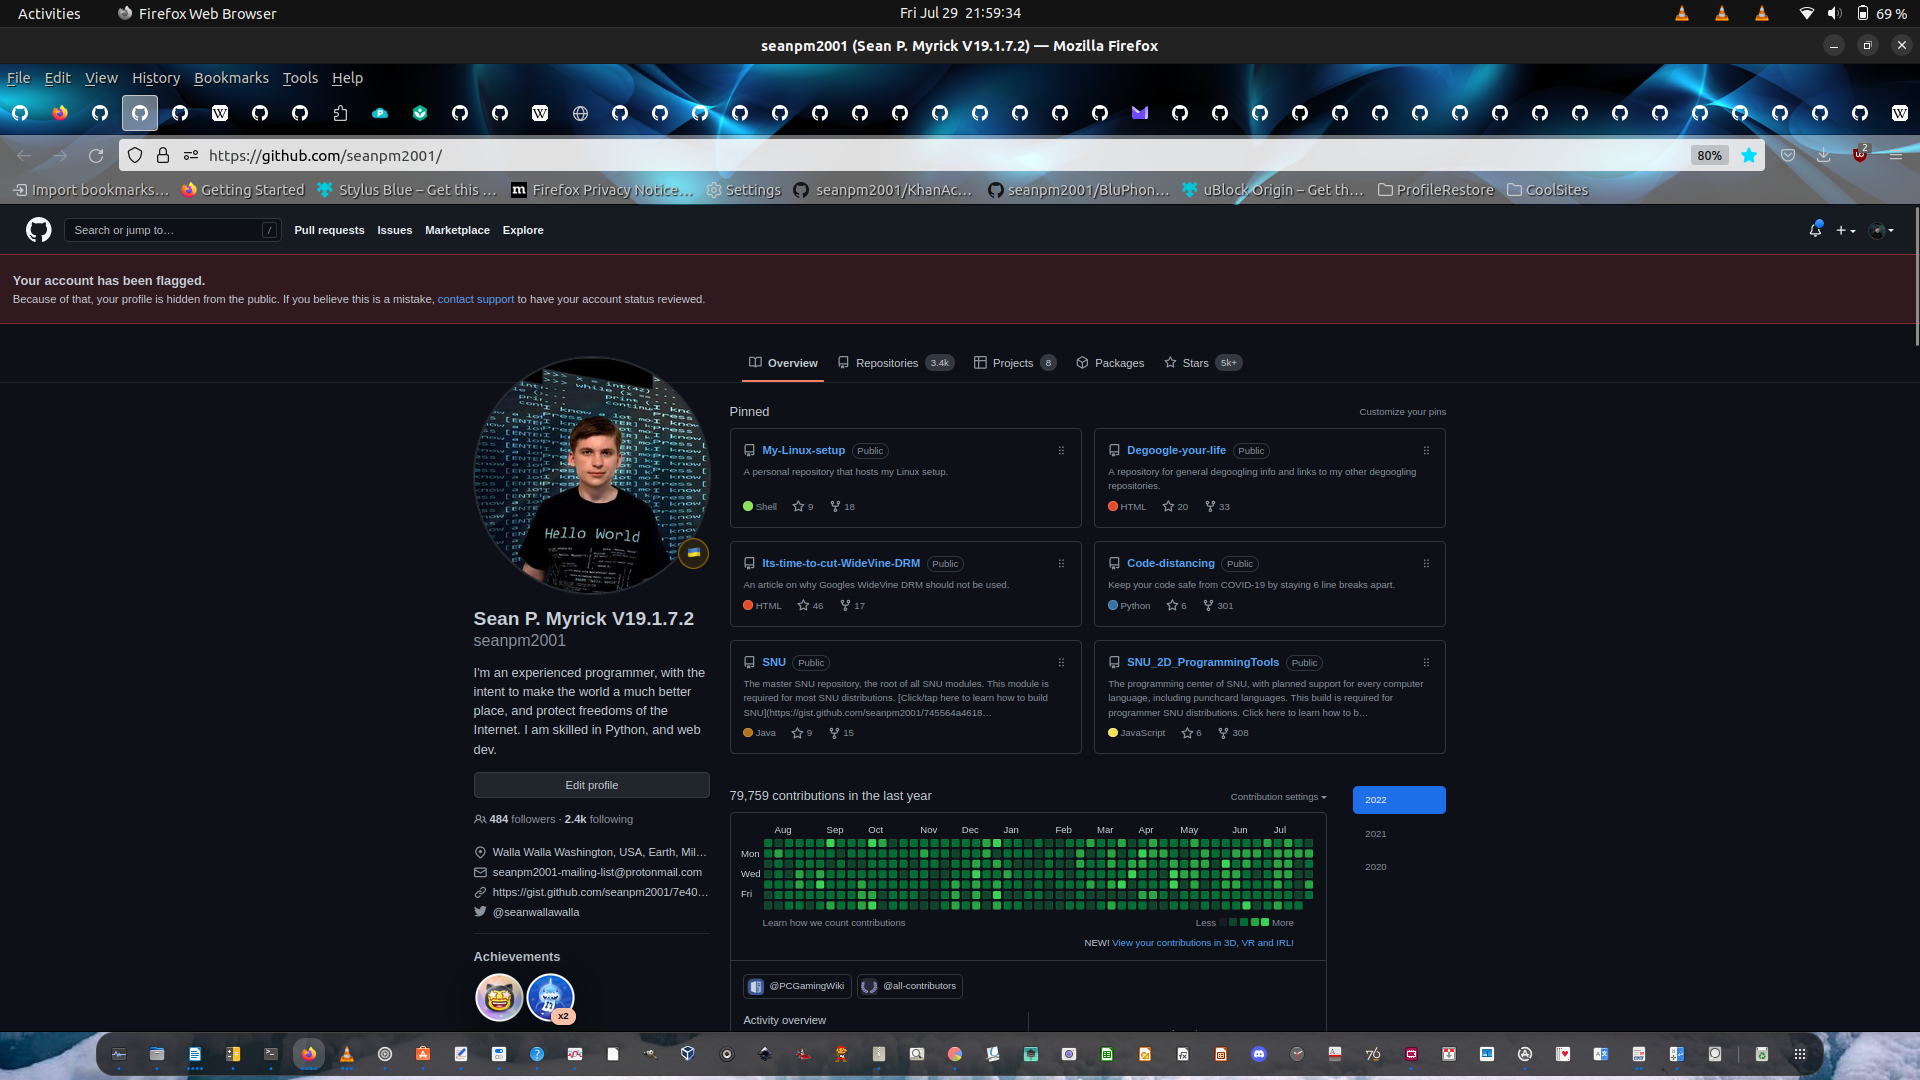 Activities
Firefox Web Browser
Fri Jul 29 21:59:34
69 %
seanpm2001 (Sean P. Myrick V19.1.7.2) — Mozilla Firefox
File Edit View History Bookmarks Tools Help
https://github.com/seanpm2001/
80%
2
Import bookmarks…
Getting Started
Stylus Blue – Get this …
Firefox Privacy Notice…
Settings
seanpm2001/KhanAc…
seanpm2001/BluPhon…
uBlock Origin – Get th…
ProfileRestore
CoolSites
Search or jump to… /
Pull requests Issues Marketplace Explore
Your account has been flagged.
Because of that, your profile is hidden from the public. If you believe this is a mistake, contact support to have your account status reviewed.
Overview
Repositories 3.4k
Projects 8
Packages
Stars 5k+
Hello World
Sean P. Myrick V19.1.7.2
seanpm2001
I'm an experienced programmer, with the
intent to make the world a much better
place, and protect freedoms of the
Internet. I am skilled in Python, and web
dev.
Edit profile
484 followers · 2.4k following
Walla Walla Washington, USA, Earth, Mil…
seanpm2001-mailing-list@protonmail.com
https://gist.github.com/seanpm2001/7e40…
@seanwallawalla
Achievements
x2
Pinned
Customize your pins
My-Linux-setup Public
A personal repository that hosts my Linux setup.
Shell 9 18
Degoogle-your-life Public
A repository for general degoogling info and links to my other degoogling
repositories.
HTML 20 33
Its-time-to-cut-WideVine-DRM Public
An article on why Googles WideVine DRM should not be used.
HTML 46 17
Code-distancing Public
Keep your code safe from COVID-19 by staying 6 line breaks apart.
Python 6 301
SNU Public
The master SNU repository, the root of all SNU modules. This module is
required for most SNU distributions. [Click/tap here to learn how to build
SNU](https://gist.github.com/seanpm2001/745564a4618…
Java 9 15
SNU_2D_ProgrammingTools Public
The programming center of SNU, with planned support for every computer
language, including punchcard languages. This build is required for
programmer SNU distributions. Click here to learn how to b…
JavaScript 6 308
79,759 contributions in the last year
Contribution settings
2022
2021
2020
Aug Sep Oct Nov Dec Jan Feb Mar Apr May Jun Jul
Mon
Wed
Fri
Learn how we count contributions
Less More
NEW! View your contributions in 3D, VR and IRL!
@PCGamingWiki
@all-contributors
Activity overview